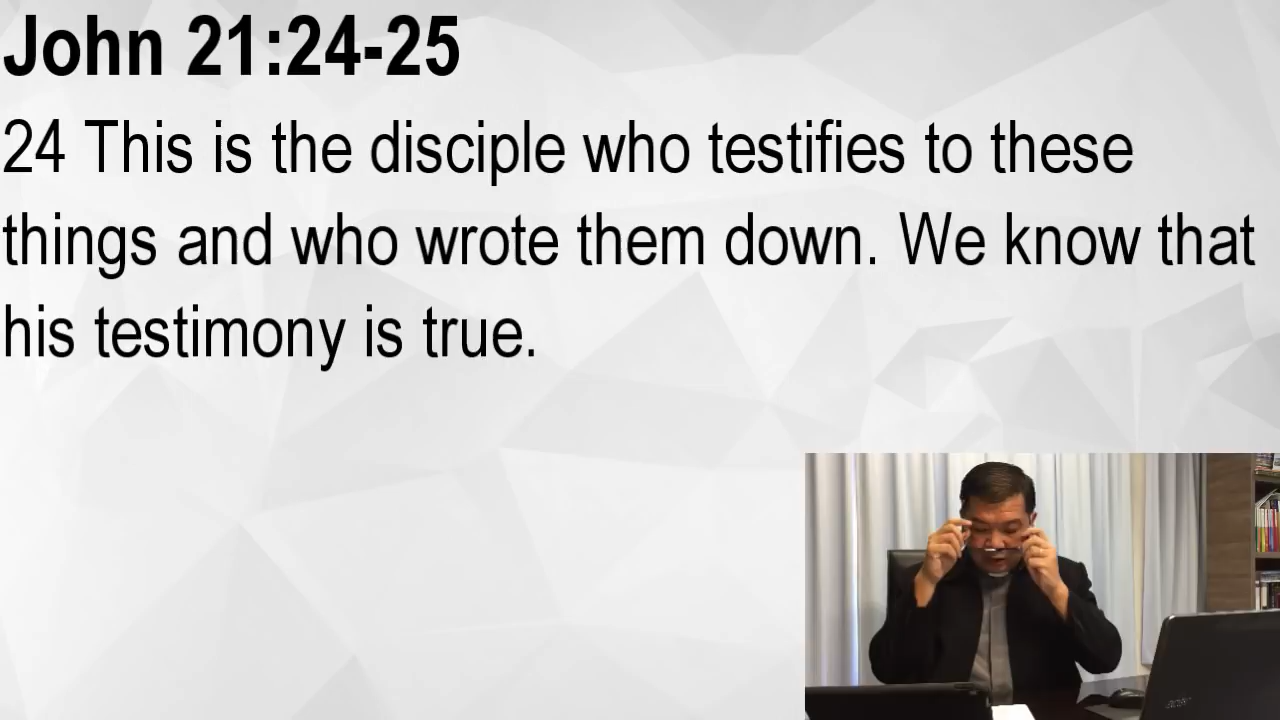 John 21:24-25
24 This is the disciple who testifies to these
things and who wrote them down. We know that
his testimony is true.
acer